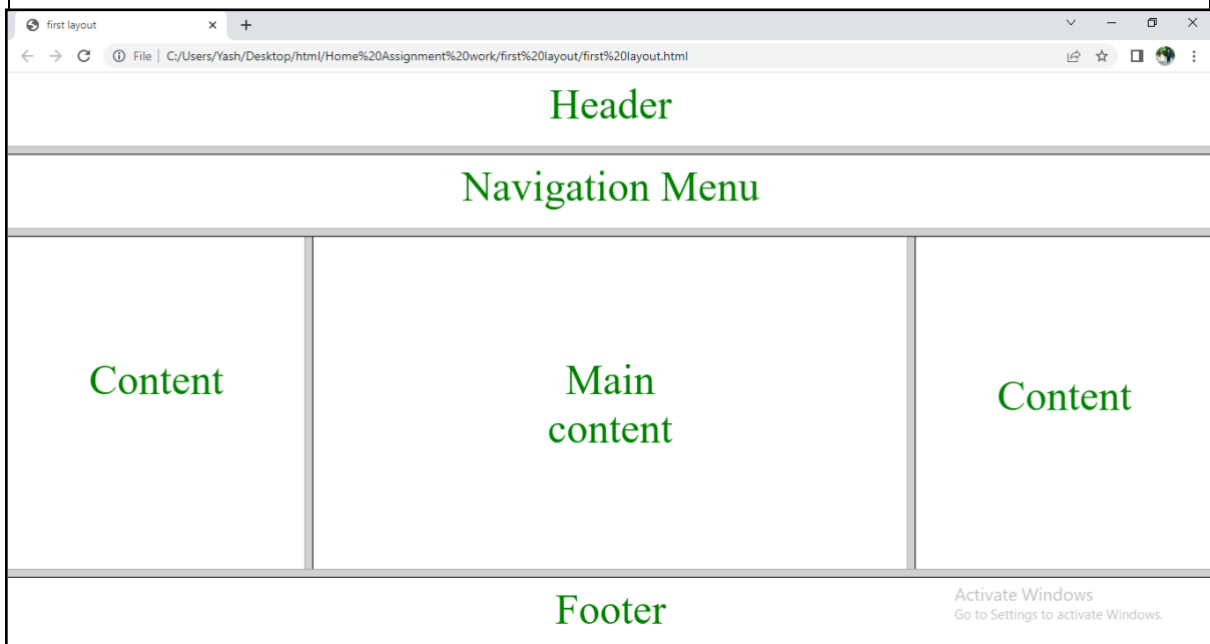 first layout
File | C:/Users/Yash/Desktop/html/Home%20Assignment%20work/first%20layout/first%20layout.html
Header
Navigation Menu
Content
Main
content
Content
Footer
Activate Windows
Go to Settings to activate Windows.